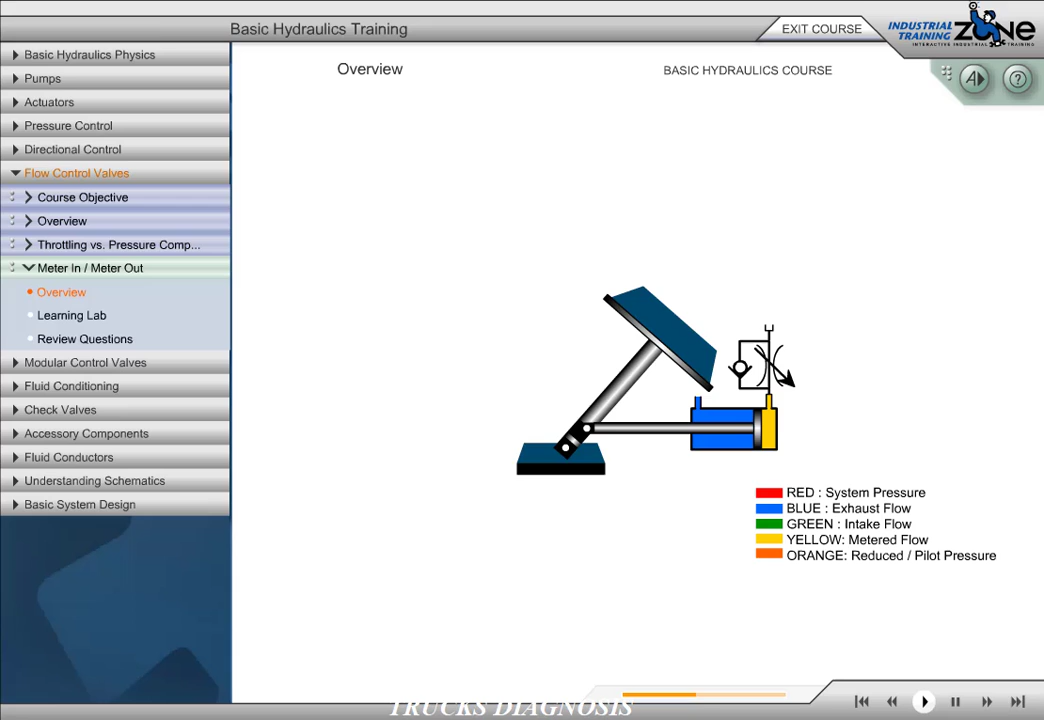 Basic Hydraulics Training
EXIT COURSE
INDUSTRIAL
TRAINING
ZONE
INTERACTIVE INDUSTRIAL TRAINING
Overview
BASIC HYDRAULICS COURSE
A
?
Basic Hydraulics Physics
Pumps
Actuators
Pressure Control
Directional Control
Flow Control Valves
Course Objective
Overview
Throttling vs. Pressure Comp...
Meter In / Meter Out
Overview
Learning Lab
Review Questions
Modular Control Valves
Fluid Conditioning
Check Valves
Accessory Components
Fluid Conductors
Understanding Schematics
Basic System Design
RED : System Pressure
BLUE : Exhaust Flow
GREEN : Intake Flow
YELLOW: Metered Flow
ORANGE: Reduced / Pilot Pressure
TRUCKS DIAGNOSIS